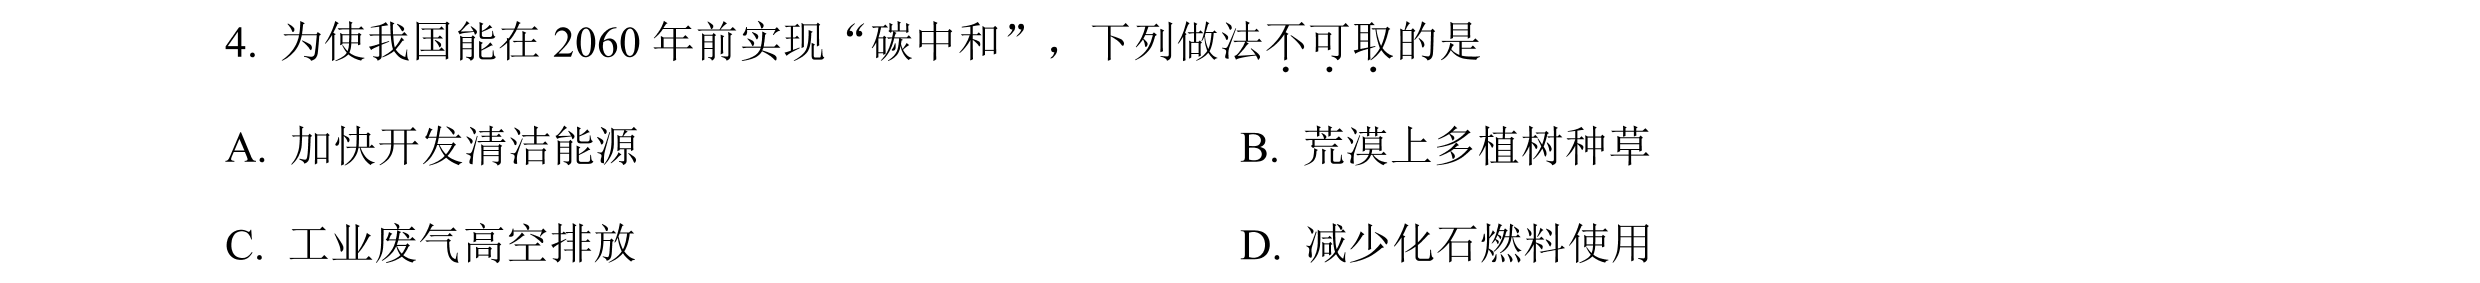 4. 为使我国能在 2060 年前实现“碳中和”，下列做法不可取的是
A. 加快开发清洁能源 B. 荒漠上多植树种草
C. 工业废气高空排放 D. 减少化石燃料使用